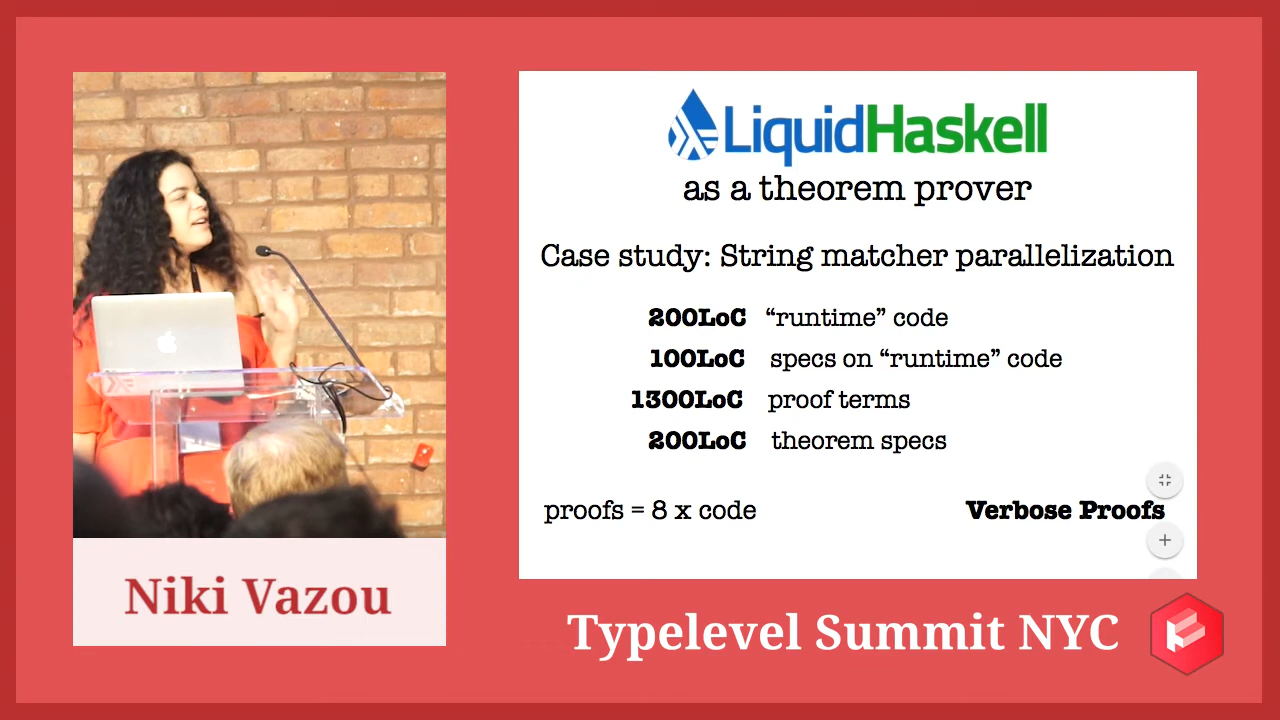 LiquidHaskell
as a theorem prover
Case study: String matcher parallelization
200LoC “runtime” code
100LoC specs on “runtime” code
1300LoC proof terms
200LoC theorem specs
proofs = 8 x code
Verbose Proofs
Niki Vazou
Typelevel Summit NYC